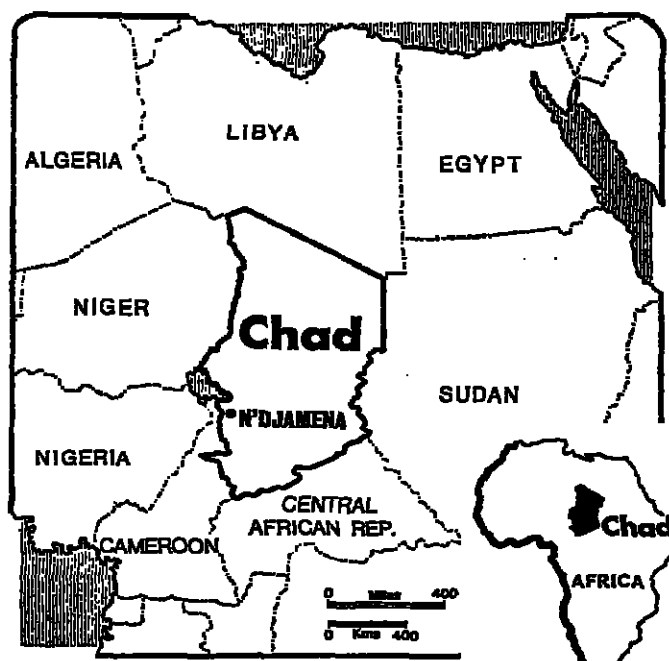 LIBYA
ALGERIA
EGYPT
NIGER
Chad
SUDAN
N'DJAMENA
NIGERIA
CENTRAL
AFRICAN REP.
Chad
CAMEROON
AFRICA
0 Miles 400
0 Kms 400